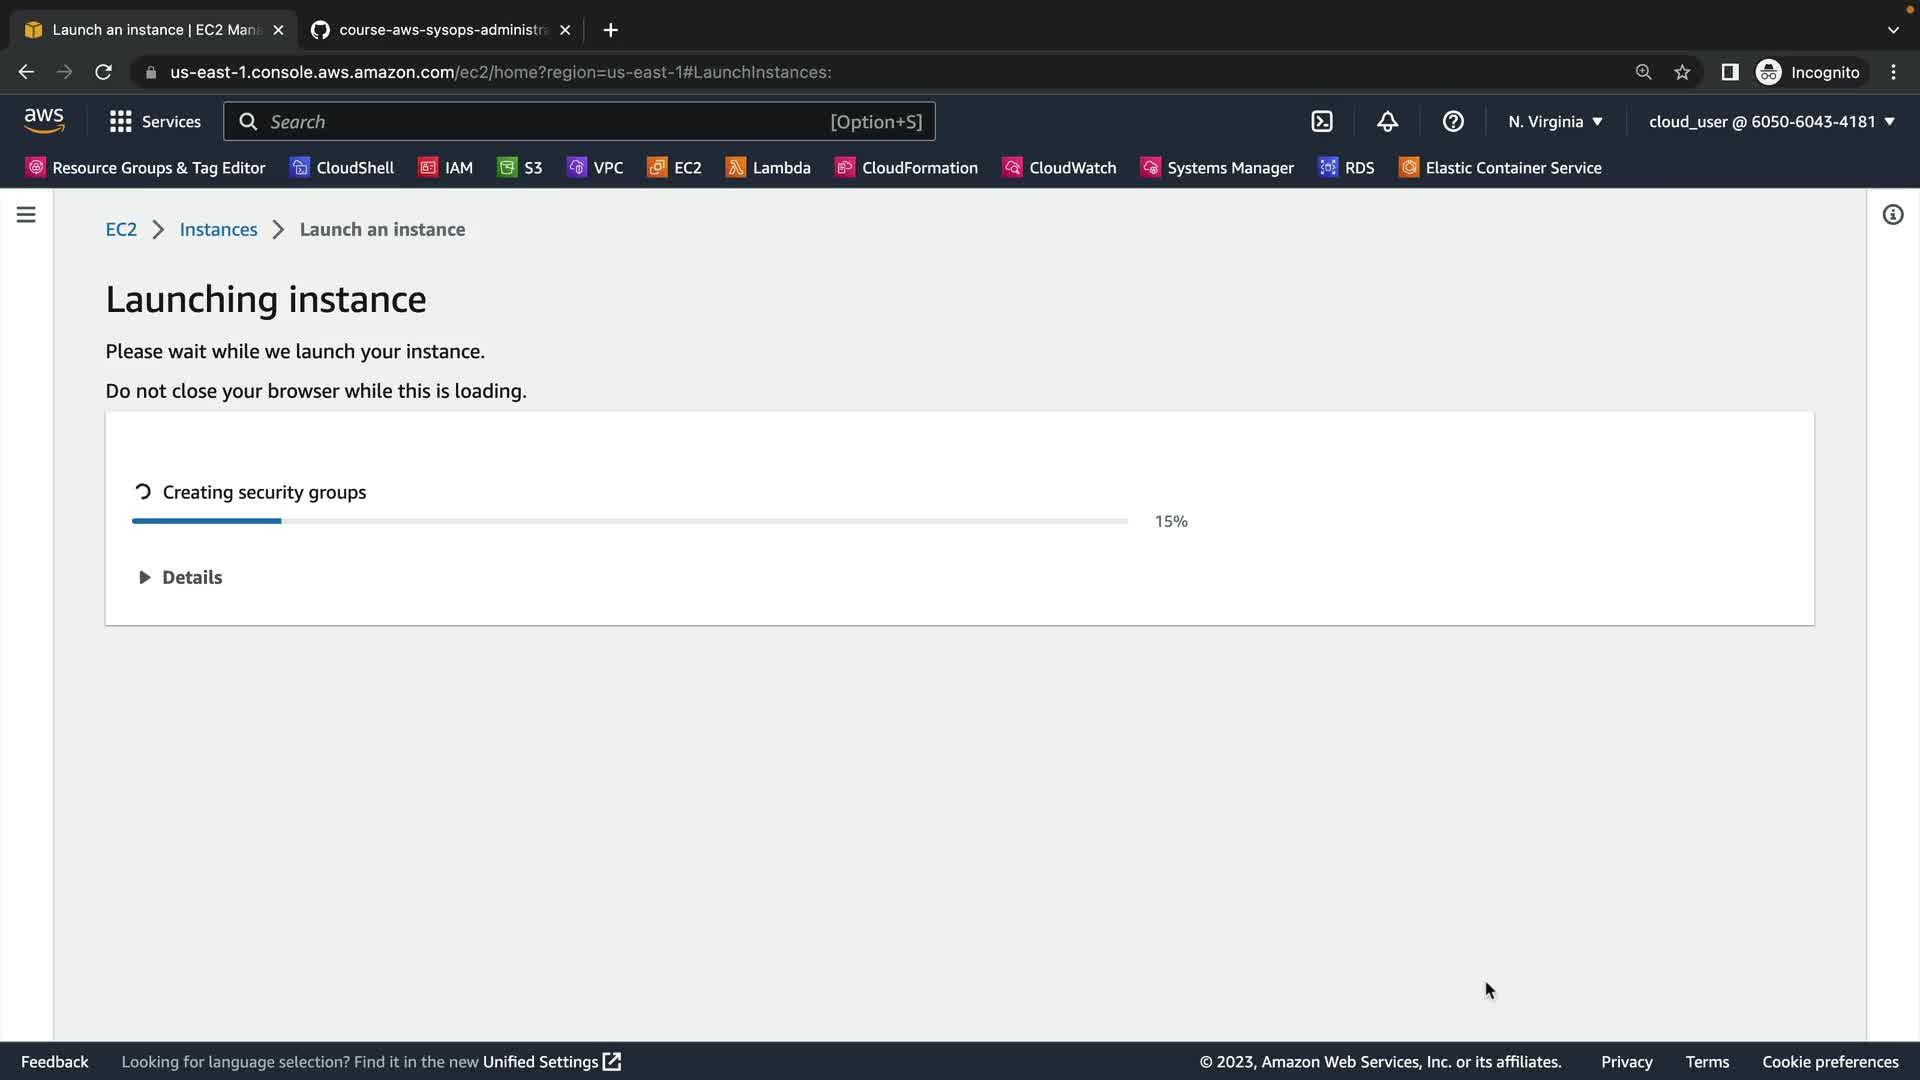 Launch an instance | EC2 Mana
course-aws-sysops-administra
us-east-1.console.aws.amazon.com/ec2/home?region=us-east-1#LaunchInstances:
Incognito
aws
Services
Search
[Option+S]
N. Virginia
cloud_user @ 6050-6043-4181
Resource Groups & Tag Editor
CloudShell
IAM
S3
VPC
EC2
Lambda
CloudFormation
CloudWatch
Systems Manager
RDS
Elastic Container Service
EC2
Instances
Launch an instance
Launching instance
Please wait while we launch your instance.
Do not close your browser while this is loading.
Creating security groups
15%
Details
Feedback
Looking for language selection? Find it in the new Unified Settings
© 2023, Amazon Web Services, Inc. or its affiliates.
Privacy
Terms
Cookie preferences